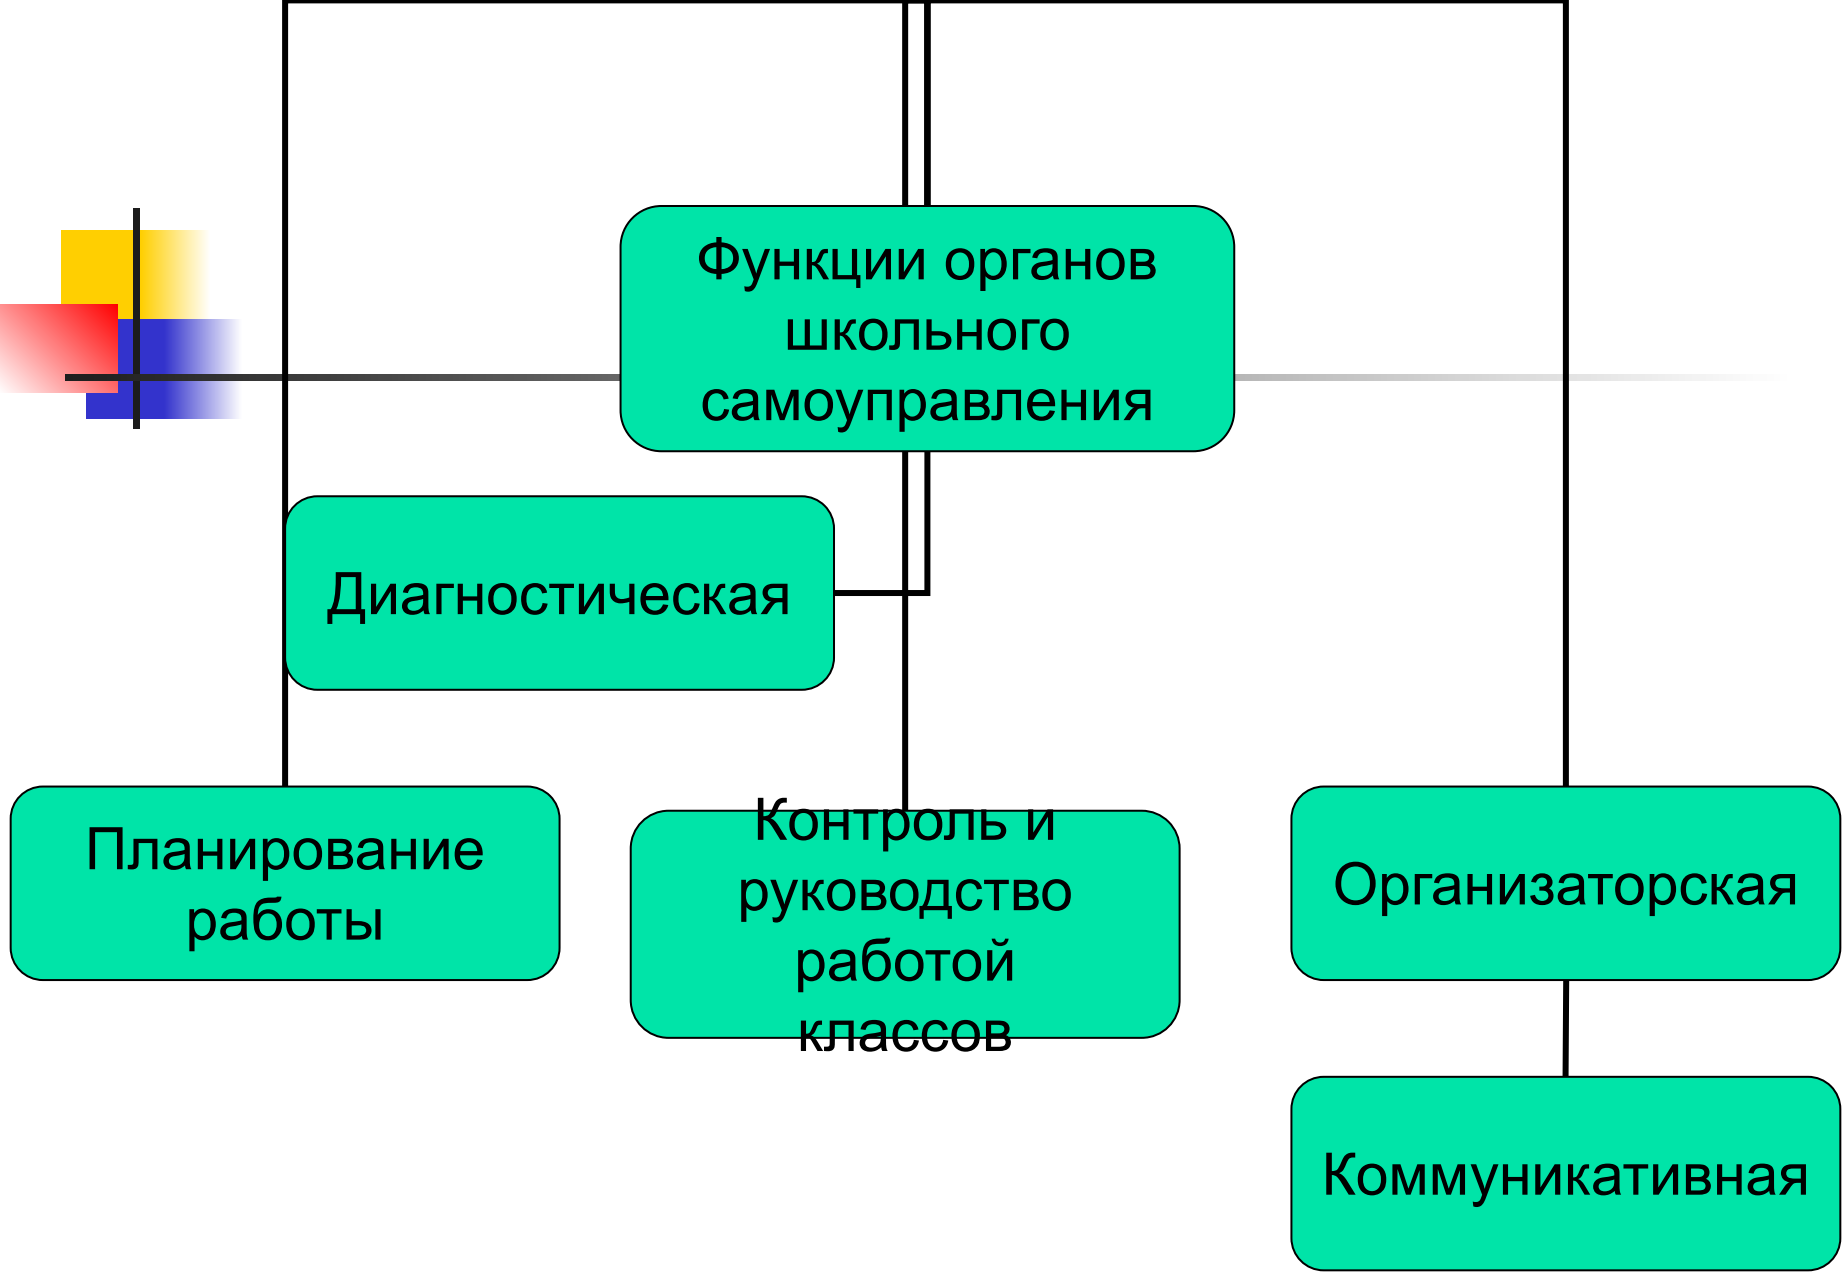 Функции органов
школьного
самоуправления
Диагностическая
Планирование
работы
Контроль и
руководство
работой
классов
Организаторская
Коммуникативная